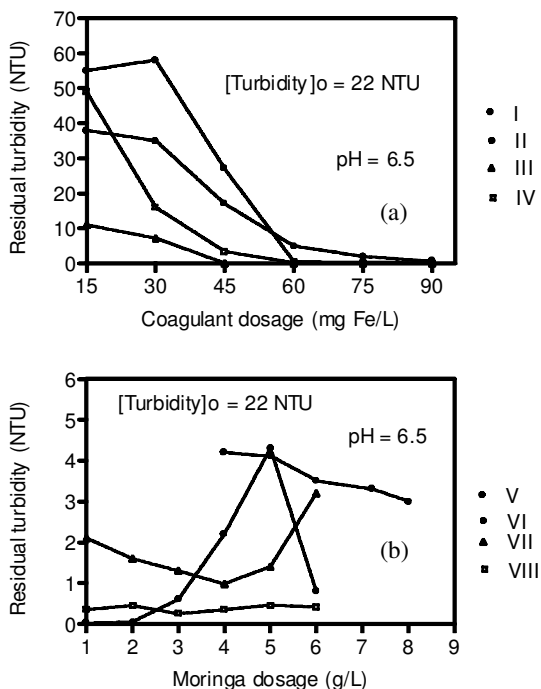 70
60
50
40
30
20
10
0
Residual turbidity (NTU)
[Turbidity]o = 22 NTU
pH = 6.5
(a)
15 30 45 60 75 90
Coagulant dosage (mg Fe/L)
I
II
III
IV
6
5
4
3
2
1
0
Residual turbidity (NTU)
[Turbidity]o = 22 NTU
pH = 6.5
(b)
1 2 3 4 5 6 7 8 9
Moringa dosage (g/L)
V
VI
VII
VIII